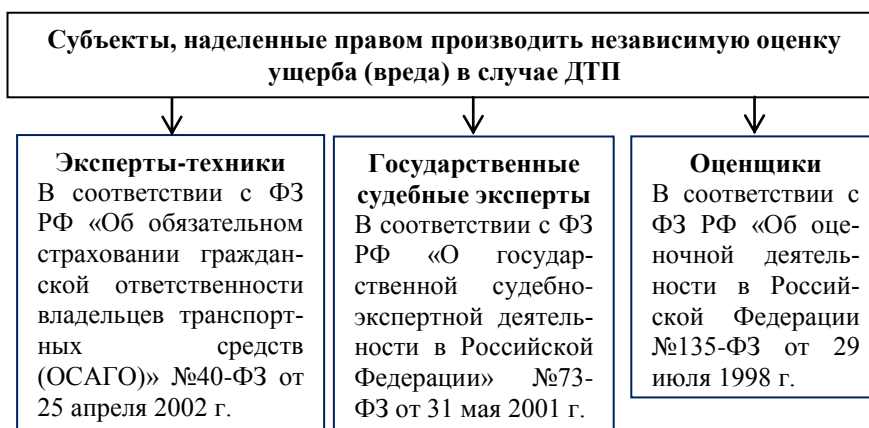 Субъекты, наделенные правом производить независимую оценку
ущерба (вреда) в случае ДТП
Эксперты-техники
В соответствии с ФЗ
РФ «Об обязательном
страховании граждан-
ской ответственности
владельцев транспорт-
ных средств
(ОСАГО)» №40-ФЗ от
25 апреля 2002 г.
Государственные
судебные эксперты
В соответствии с ФЗ
РФ «О государ-
ственной судебно-
экспертной деятель-
ности в Российской
Федерации» №73-
ФЗ от 31 мая 2001 г.
Оценщики
В соответствии с
ФЗ РФ «Об оце-
ночной деятель-
ности в Россий-
ской Федерации
№135-ФЗ от 29
июля 1998 г.